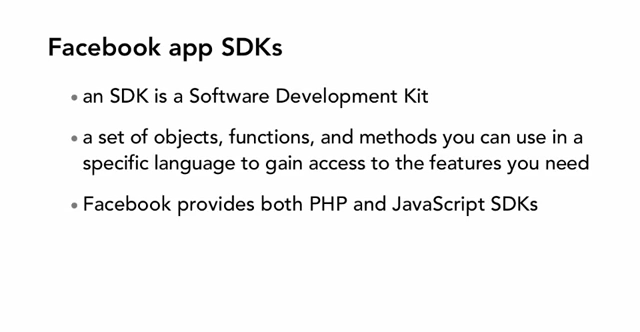 Facebook app SDKs
• an SDK is a Software Development Kit
• a set of objects, functions, and methods you can use in a
specific language to gain access to the features you need
• Facebook provides both PHP and JavaScript SDKs